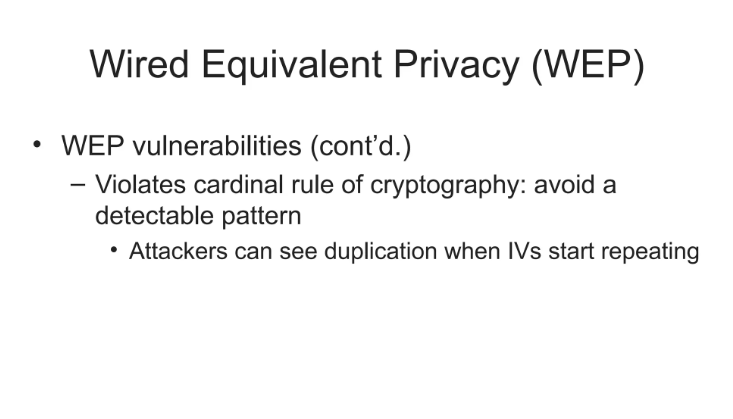 Wired Equivalent Privacy (WEP)
• WEP vulnerabilities (cont’d.)
– Violates cardinal rule of cryptography: avoid a
detectable pattern
• Attackers can see duplication when IVs start repeating